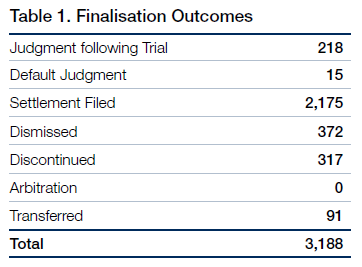 Table 1. Finalisation Outcomes
Judgment following Trial 218
Default Judgment 15
Settlement Filed 2,175
Dismissed 372
Discontinued 317
Arbitration 0
Transferred 91
Total 3,188